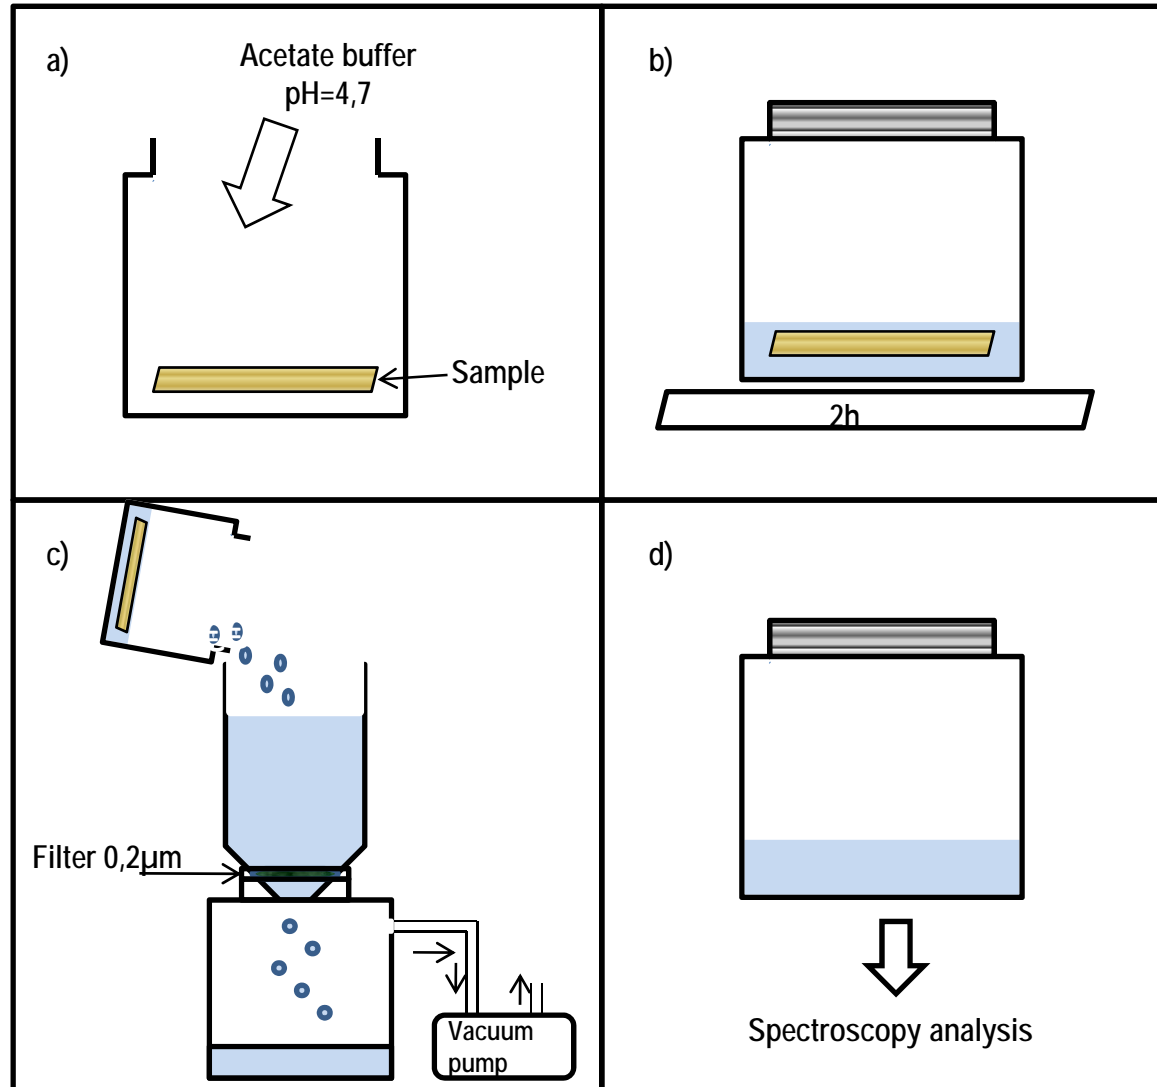 a)
Acetate buffer
pH=4,7
Sample
b)
2h
c)
Filter 0,2µm
Vacuum
pump
d)
Spectroscopy analysis